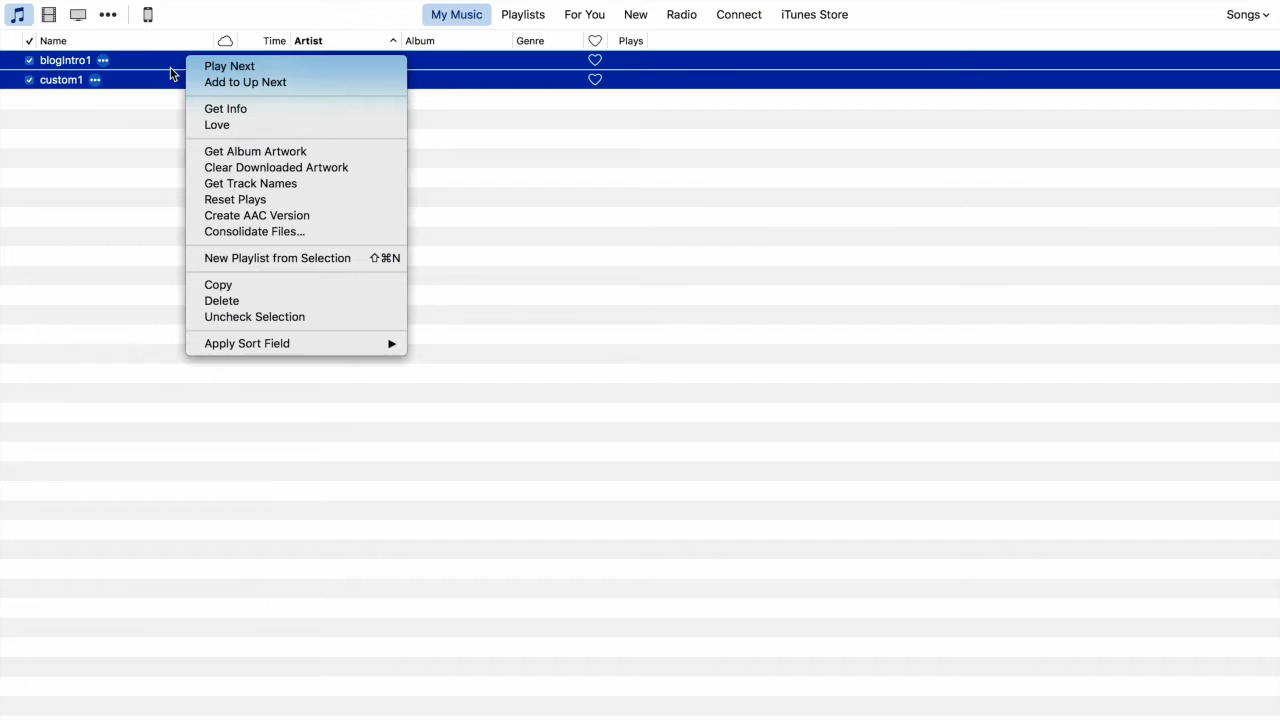 My Music Playlists For You New Radio Connect iTunes Store Songs
Name Time Artist Album Genre Plays
blogIntro1
custom1
Play Next
Add to Up Next
Get Info
Love
Get Album Artwork
Clear Downloaded Artwork
Get Track Names
Reset Plays
Create AAC Version
Consolidate Files...
New Playlist from Selection ⇧⌘N
Copy
Delete
Uncheck Selection
Apply Sort Field